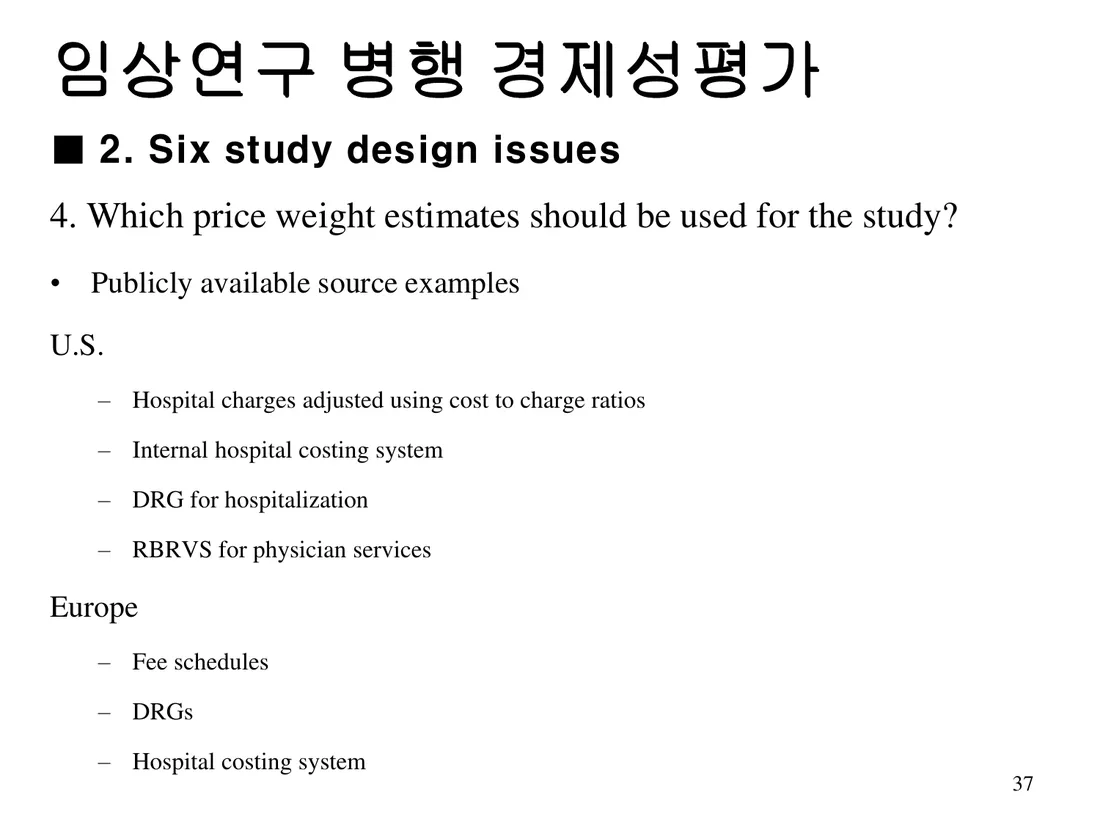 임상연구 병행 경제성평가
■ 2. Six study design issues
4. Which price weight estimates should be used for the study?
• Publicly available source examples
U.S.
– Hospital charges adjusted using cost to charge ratios
– Internal hospital costing system
– DRG for hospitalization
– RBRVS for physician services
Europe
– Fee schedules
– DRGs
– Hospital costing system
37